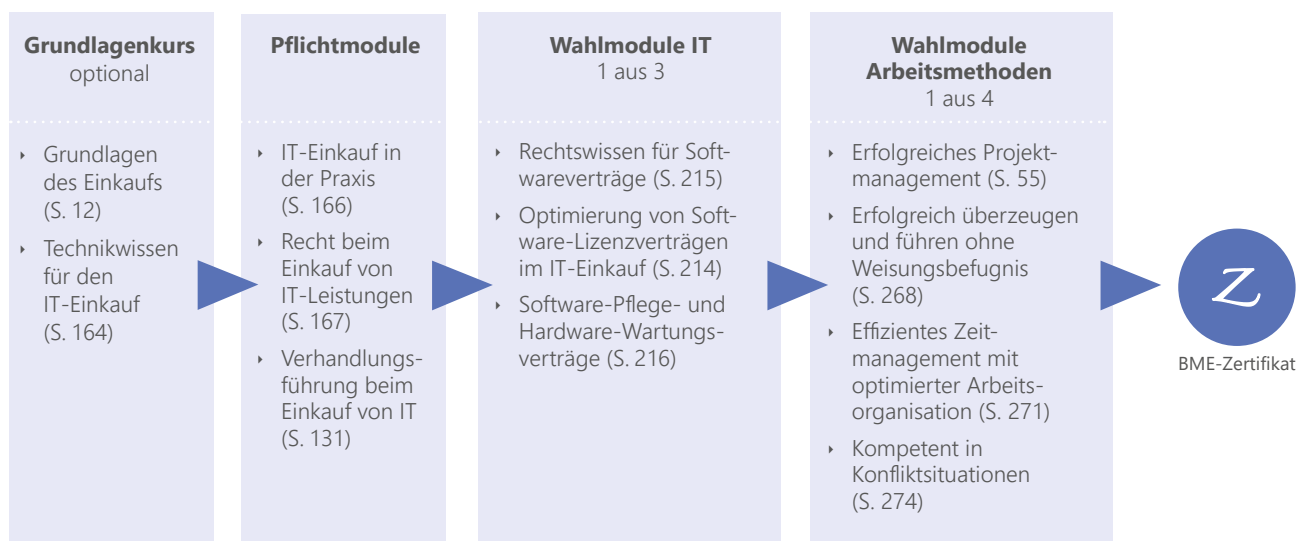 Grundlagenkurs
optional
Grundlagen
des Einkaufs
(S. 12)
Technikwissen
für den
IT-Einkauf
(S. 164)
Pflichtmodule
IT-Einkauf in
der Praxis
(S. 166)
Recht beim
Einkauf von
IT-Leistungen
(S. 167)
Verhandlungs-
führung beim
Einkauf von IT
(S. 131)
Wahlmodule IT
1 aus 3
Rechtswissen für Soft-
wareverträge (S. 215)
Optimierung von Soft-
ware-Lizenzverträgen
im IT-Einkauf (S. 214)
Software-Pflege- und
Hardware-Wartungs-
verträge (S. 216)
Wahlmodule
Arbeitsmethoden
1 aus 4
Erfolgreiches Projekt-
management (S. 55)
Erfolgreich überzeugen
und führen ohne
Weisungsbefugnis
(S. 268)
Effizientes Zeit-
management mit
optimierter Arbeits-
organisation (S. 271)
Kompetent in
Konfliktsituationen
(S. 274)
Z
BME-Zertifikat